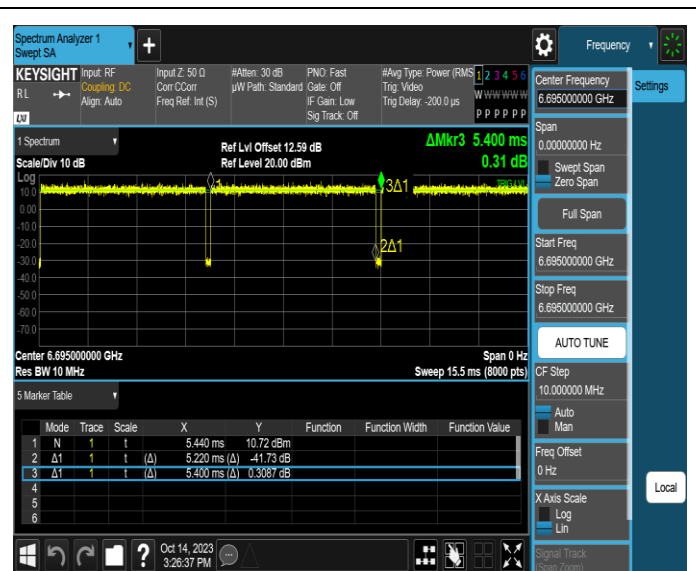 Spectrum Analyzer 1
Swept SA
+
Frequency
KEYSIGHT
RL
LXI
Input: RF
Coupling: DC
Align: Auto
Input Z: 50 Ω
Corr CCorr
Freq Ref: Int (S)
#Atten: 30 dB
µW Path: Standard
PNO: Fast
Gate: Off
IF Gain: Low
Sig Track: Off
#Avg Type: Power (RMS
Trig: Video
Trig Delay: -200.0 µs
1 2 3 4 5 6
W W W W W W
P P P P P P
1 Spectrum
Scale/Div 10 dB
Log
Ref Lvl Offset 12.59 dB
Ref Level 20.00 dBm
ΔMkr3 5.400 ms
0.31 dB
10.0
0.00
-10.0
-20.0
-30.0
-40.0
-50.0
-60.0
-70.0
1
3Δ1
2Δ1
TRIG LVL
Center 6.695000000 GHz
Res BW 10 MHz
Span 0 Hz
Sweep 15.5 ms (8000 pts)
5 Marker Table
Mode Trace Scale X Y Function Function Width Function Value
1 N 1 t 5.440 ms 10.72 dBm
2 Δ1 1 t (Δ) 5.220 ms (Δ) -41.73 dB
3 Δ1 1 t (Δ) 5.400 ms (Δ) 0.3087 dB
4
5
6
?
Oct 14, 2023
3:26:37 PM
Center Frequency
6.695000000 GHz
Span
0.00000000 Hz
Swept Span
Zero Span
Full Span
Start Freq
6.695000000 GHz
Stop Freq
6.695000000 GHz
AUTO TUNE
CF Step
10.000000 MHz
Auto
Man
Freq Offset
0 Hz
X Axis Scale
Log
Lin
Signal Track
(Span Zoom)
Settings
Local